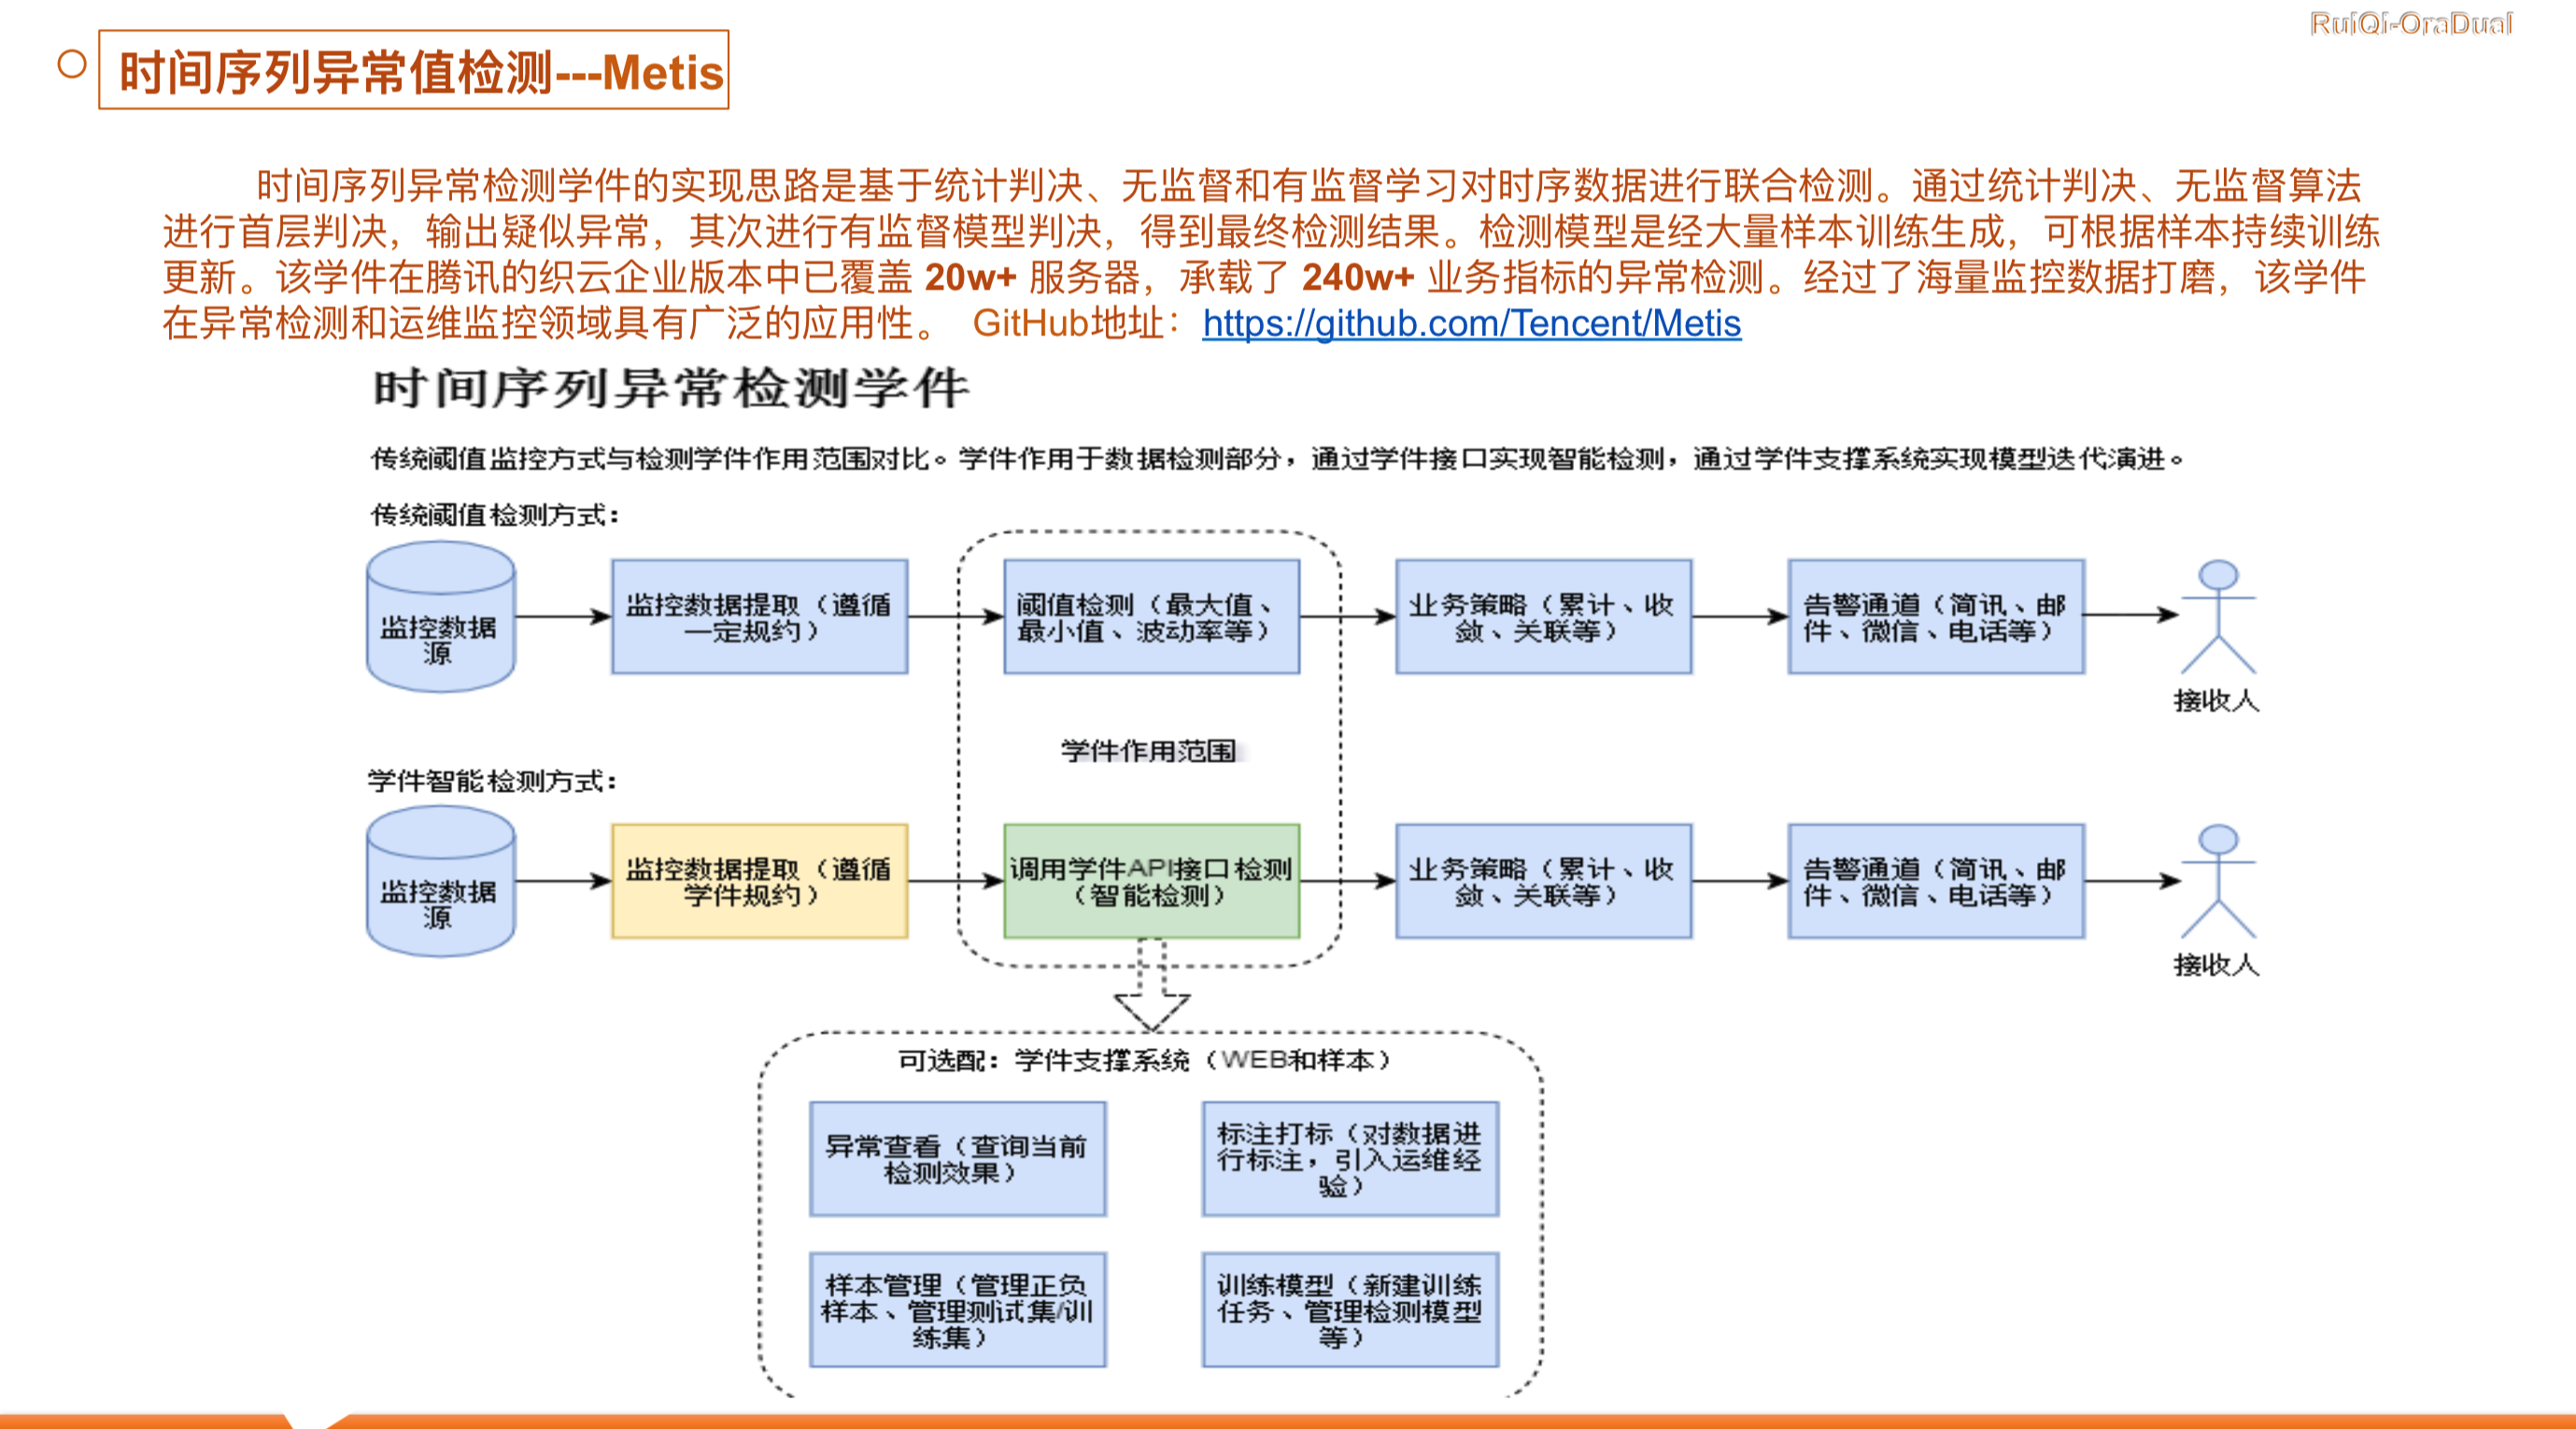 RuiQi-OraDual
时间序列异常值检测---Metis
时间序列异常检测学件的实现思路是基于统计判决、无监督和有监督学习对时序数据进行联合检测。通过统计判决、无监督算法
进行首层判决，输出疑似异常，其次进行有监督模型判决，得到最终检测结果。检测模型是经大量样本训练生成，可根据样本持续训练
更新。该学件在腾讯的织云企业版本中已覆盖 20w+ 服务器，承载了 240w+ 业务指标的异常检测。经过了海量监控数据打磨，该学件
在异常检测和运维监控领域具有广泛的应用性。 GitHub地址：https://github.com/Tencent/Metis
时间序列异常检测学件
传统阈值监控方式与检测学件作用范围对比。学件作用于数据检测部分，通过学件接口实现智能检测，通过学件支撑系统实现模型迭代演进。
传统阈值检测方式：
监控数据
源
监控数据提取（遵循
一定规约）
阈值检测（最大值、
最小值、波动率等）
业务策略（累计、收
敛、关联等）
告警通道（简讯、邮
件、微信、电话等）
接收人
学件作用范围
学件智能检测方式：
监控数据
源
监控数据提取（遵循
学件规约）
调用学件API接口检测
（智能检测）
业务策略（累计、收
敛、关联等）
告警通道（简讯、邮
件、微信、电话等）
接收人
可选配：学件支撑系统（WEB和样本）
异常查看（查询当前
检测效果）
标注打标（对数据进
行标注，引入运维经
验）
样本管理（管理正负
样本、管理测试集/训
练集）
训练模型（新建训练
任务、管理检测模型
等）